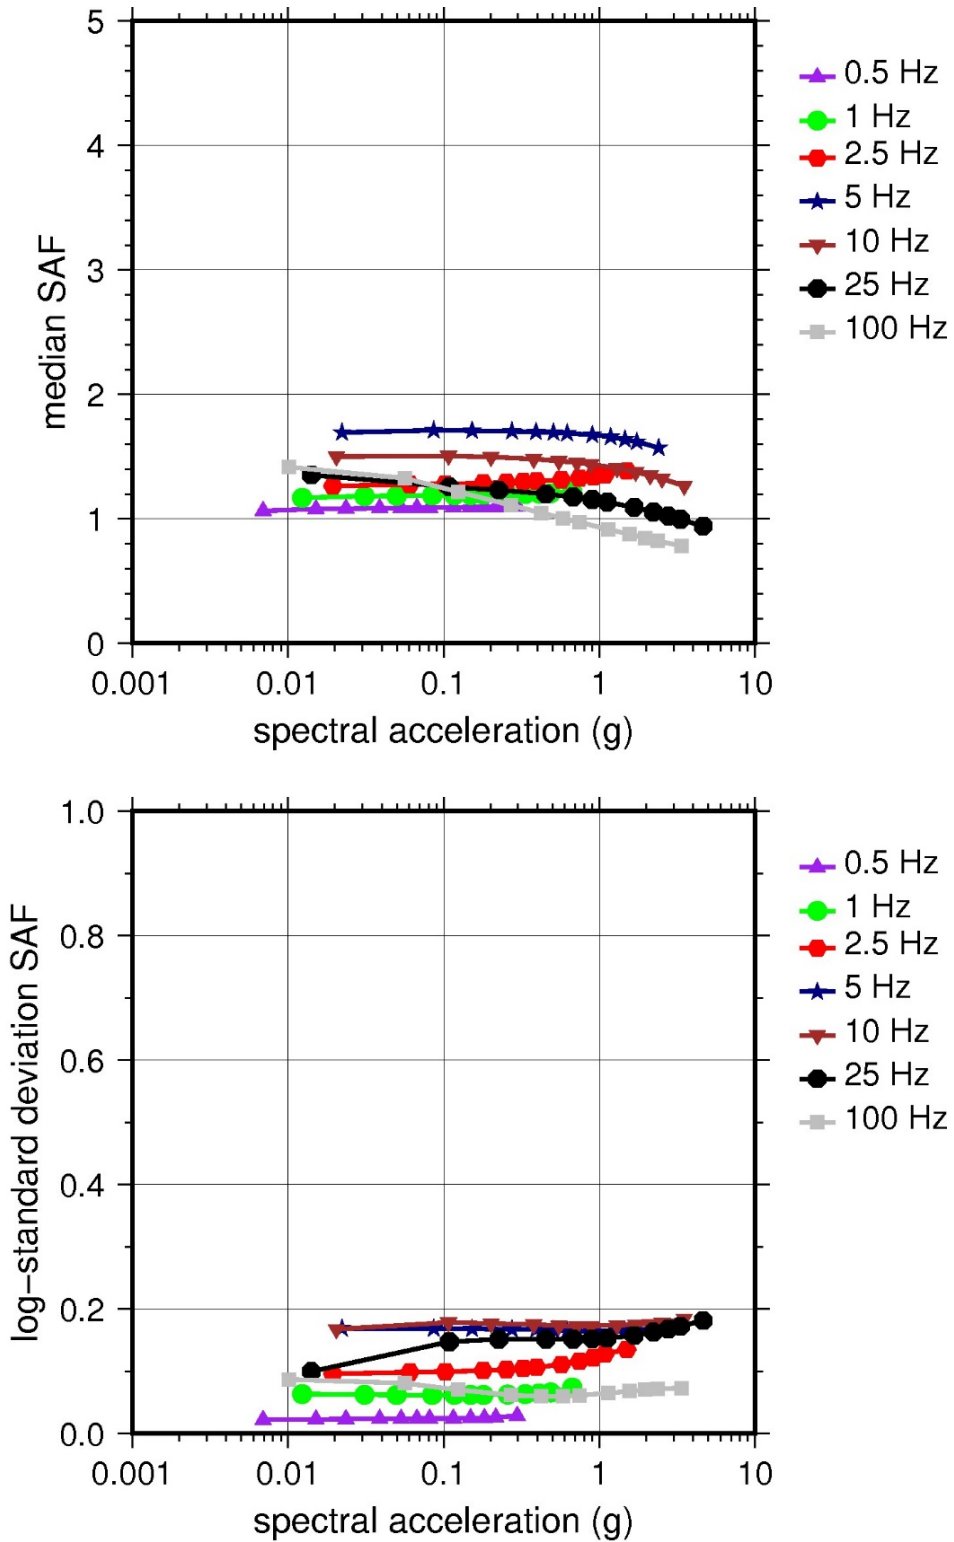 5
4
3
2
1
0
median SAF
0.001
0.01
0.1
1
10
spectral acceleration (g)
0.5 Hz
1 Hz
2.5 Hz
5 Hz
10 Hz
25 Hz
100 Hz
1.0
0.8
0.6
0.4
0.2
0.0
log−standard deviation SAF
0.001
0.01
0.1
1
10
spectral acceleration (g)
0.5 Hz
1 Hz
2.5 Hz
5 Hz
10 Hz
25 Hz
100 Hz